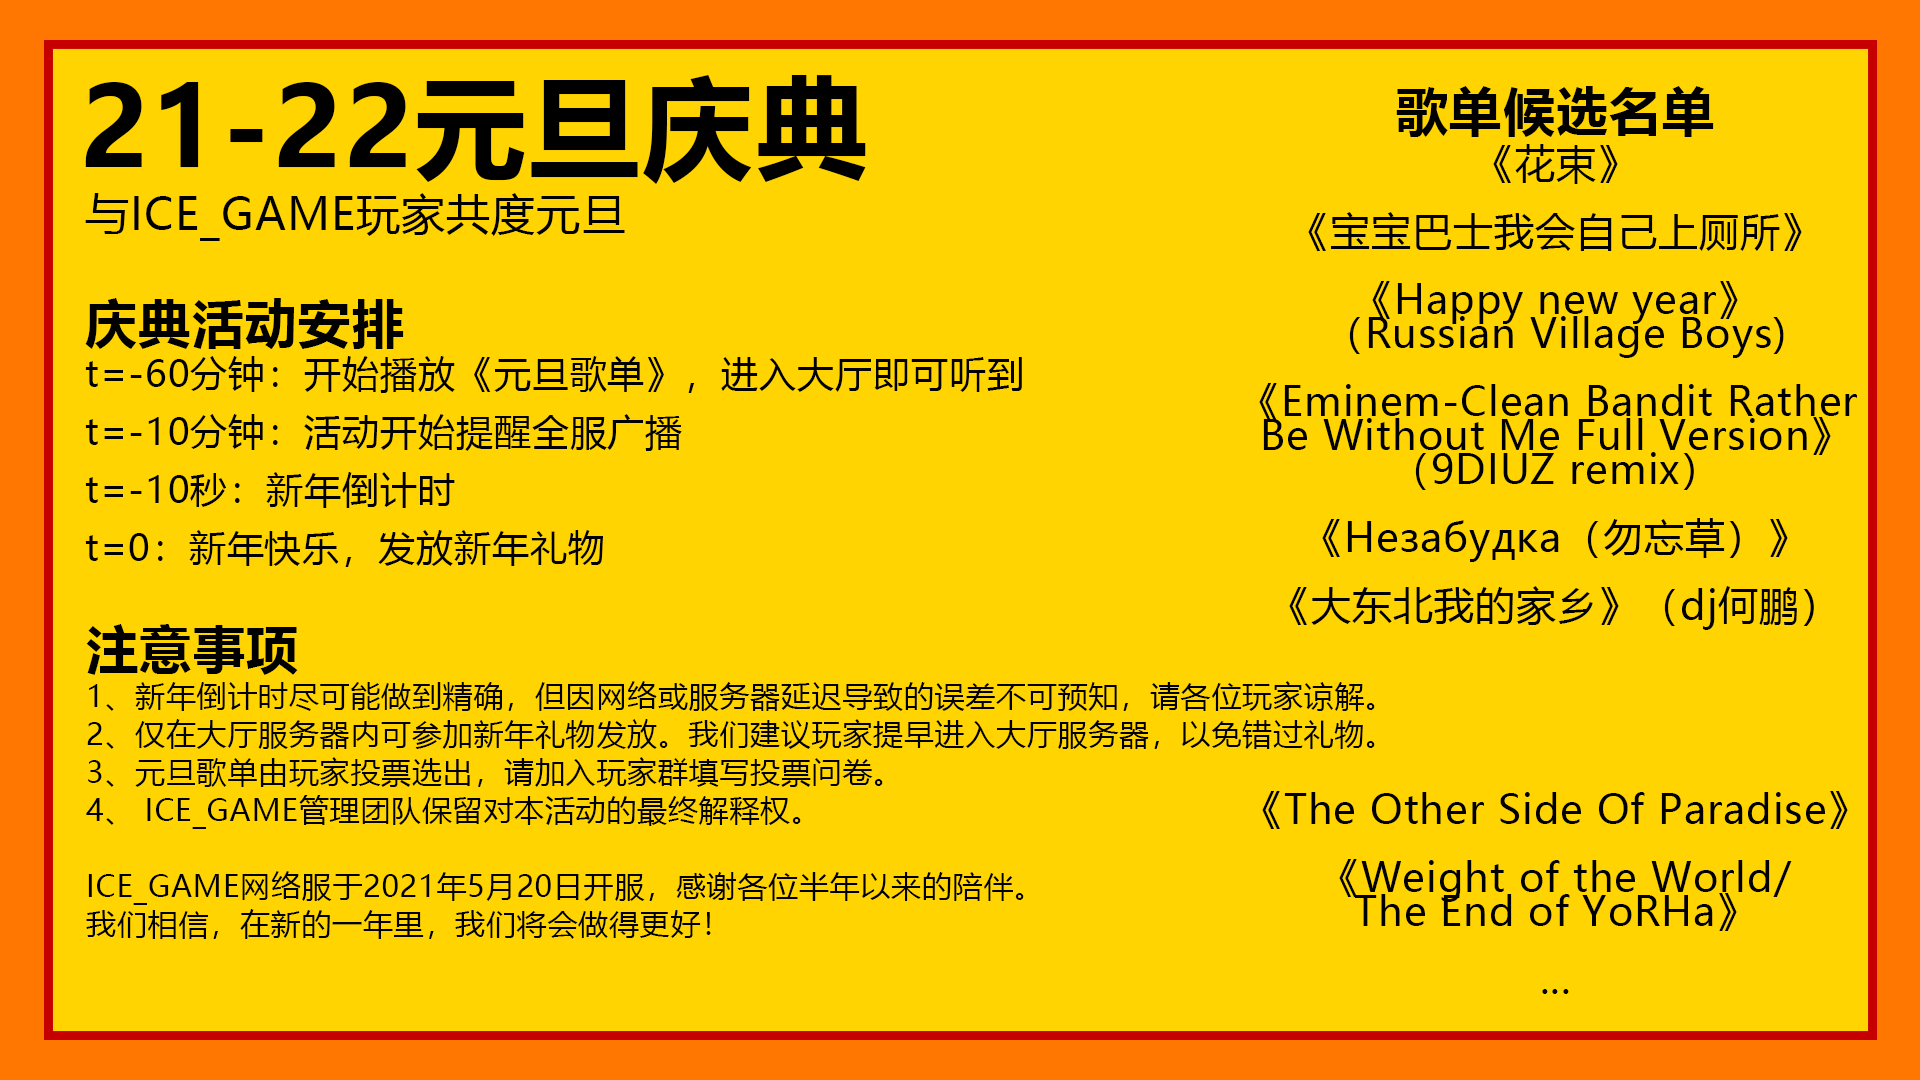 21-22元旦庆典
与ICE_GAME玩家共度元旦
庆典活动安排
t=-60分钟：开始播放《元旦歌单》，进入大厅即可听到
t=-10分钟：活动开始提醒全服广播
t=-10秒：新年倒计时
t=0：新年快乐，发放新年礼物
注意事项
1、新年倒计时尽可能做到精确，但因网络或服务器延迟导致的误差不可预知，请各位玩家谅解。
2、仅在大厅服务器内可参加新年礼物发放。我们建议玩家提早进入大厅服务器，以免错过礼物。
3、元旦歌单由玩家投票选出，请加入玩家群填写投票问卷。
4、 ICE_GAME管理团队保留对本活动的最终解释权。
ICE_GAME网络服于2021年5月20日开服，感谢各位半年以来的陪伴。
我们相信，在新的一年里，我们将会做得更好！
歌单候选名单
《花束》
《宝宝巴士我会自己上厕所》
《Happy new year》
（Russian Village Boys)
《Eminem-Clean Bandit Rather
Be Without Me Full Version》
（9DIUZ remix）
《Незабудка（勿忘草）》
《大东北我的家乡》（dj何鹏）
《The Other Side Of Paradise》
《Weight of the World/
The End of YoRHa》
...